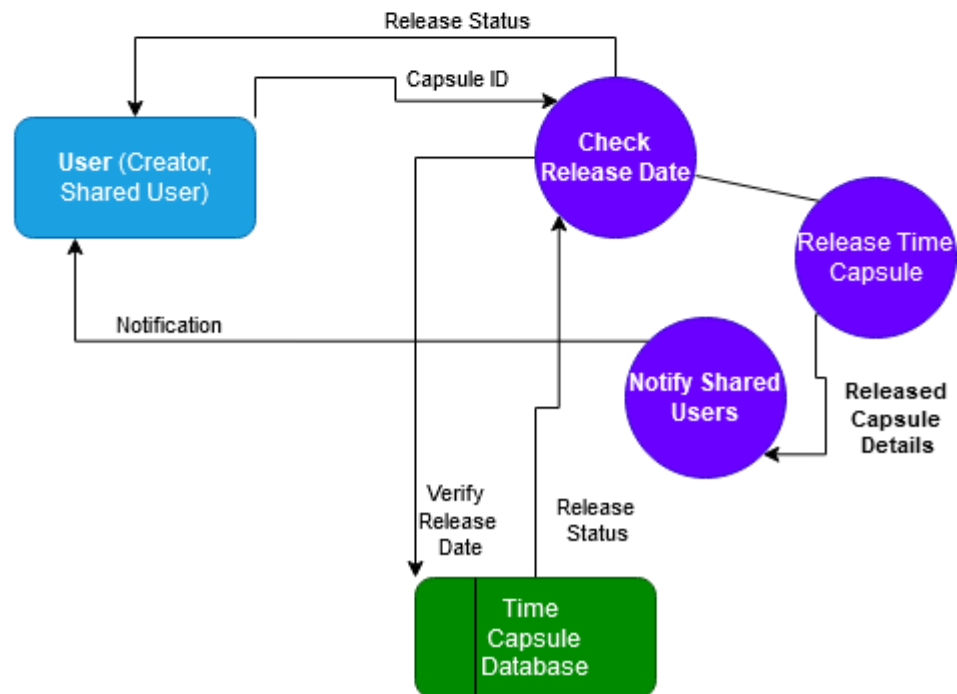 Release Status
Capsule ID
User (Creator,
Shared User)
Check
Release Date
Release Time
Capsule
Notification
Notify Shared
Users
Released
Capsule
Details
Verify
Release
Date
Release
Status
Time
Capsule
Database